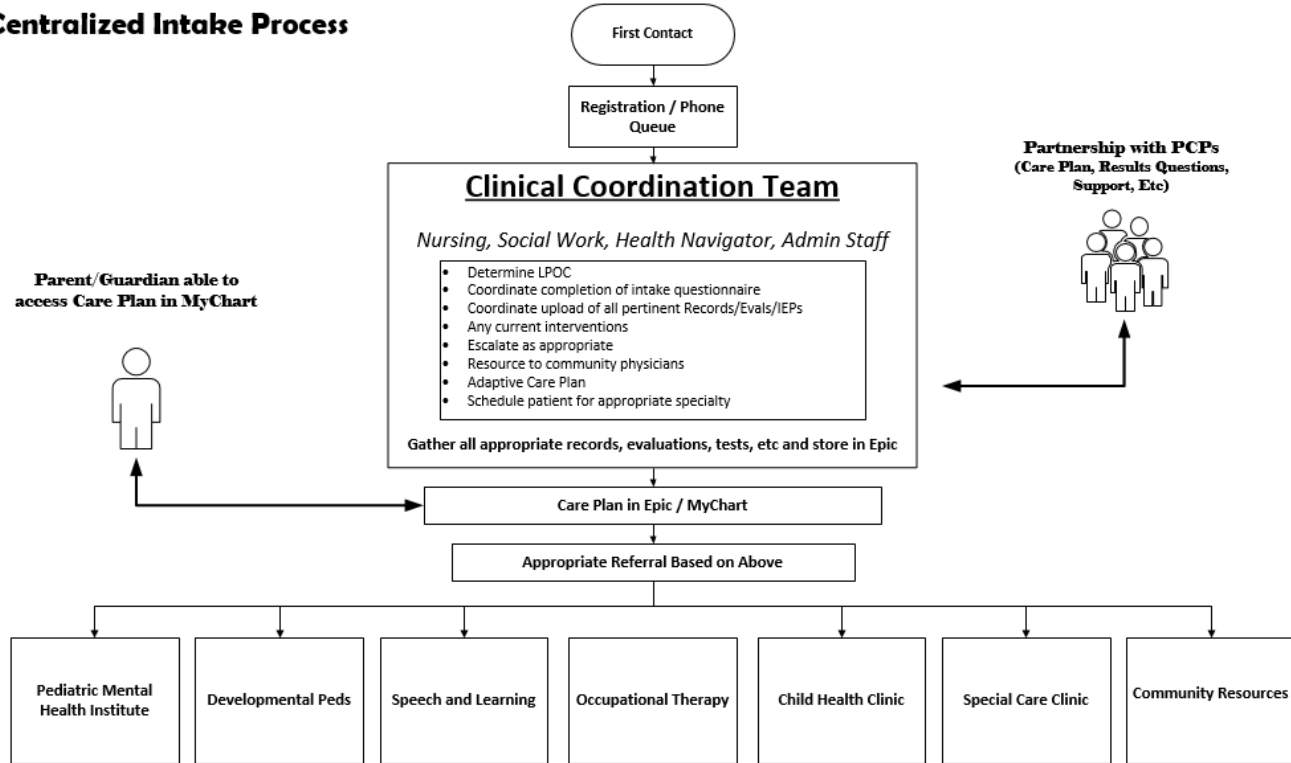 Centralized Intake Process
First Contact
Registration / Phone
Queue
Partnership with PCPs
(Care Plan, Results Questions,
Support, Etc)
Clinical Coordination Team
Nursing, Social Work, Health Navigator, Admin Staff
• Determine LPOC
• Coordinate completion of intake questionnaire
• Coordinate upload of all pertinent Records/Evals/IEPs
• Any current interventions
• Escalate as appropriate
• Resource to community physicians
• Adaptive Care Plan
• Schedule patient for appropriate specialty
Gather all appropriate records, evaluations, tests, etc and store in Epic
Parent/Guardian able to
access Care Plan in MyChart
Care Plan in Epic / MyChart
Appropriate Referral Based on Above
Pediatric Mental
Health Institute
Developmental Peds
Speech and Learning
Occupational Therapy
Child Health Clinic
Special Care Clinic
Community Resources